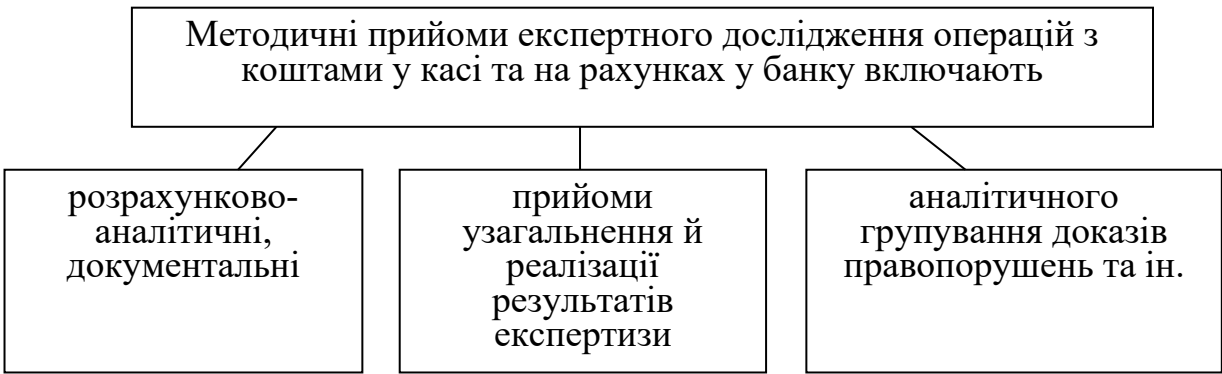 Методичні прийоми експертного дослідження операцій з
коштами у касі та на рахунках у банку включають
розрахунково-
аналітичні,
документальні
прийоми
узагальнення й
реалізації
результатів
експертизи
аналітичного
групування доказів
правопорушень та ін.